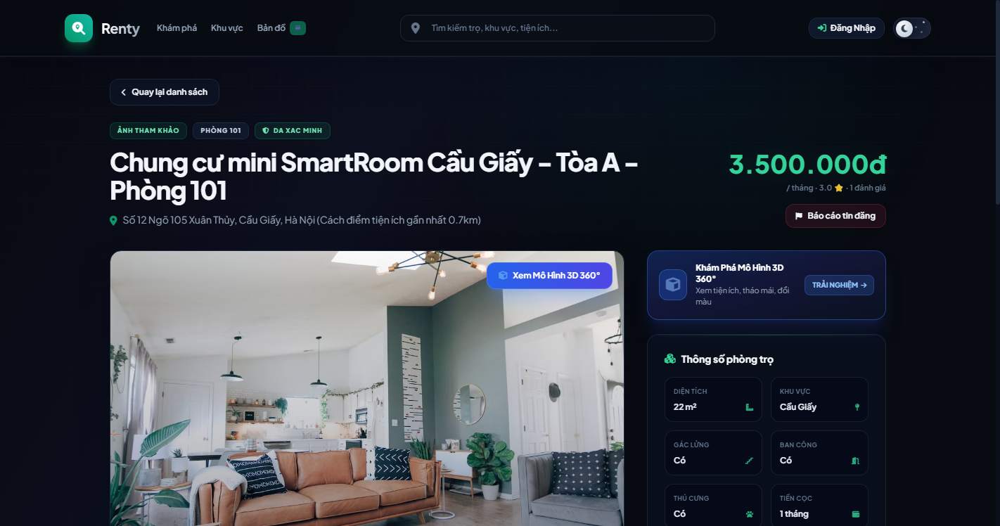 Renty
Khám phá
Khu vực
Bản đồ
Tìm kiếm trọ, khu vực, tiện ích...
Đăng Nhập
Quay lại danh sách
ẢNH THAM KHẢO
PHÒNG 101
DA XAC MINH
Chung cư mini SmartRoom Cầu Giấy – Tòa A –
Phòng 101
3.500.000đ
/ tháng · 3.0 ⭐ · 1 đánh giá
Số 12 Ngõ 105 Xuân Thủy, Cầu Giấy, Hà Nội (Cách điểm tiện ích gần nhất 0.7km)
Báo cáo tin đăng
Xem Mô Hình 3D 360°
Khám Phá Mô Hình 3D
360°
Xem tiện ích, tháo mái, đổi
màu
TRẢI NGHIỆM →
Thông số phòng trọ
DIỆN TÍCH
22 m²
KHU VỰC
Cầu Giấy
GÁC LỬNG
Có
BAN CÔNG
Có
THÚ CƯNG
Có
TIỀN CỌC
1 tháng